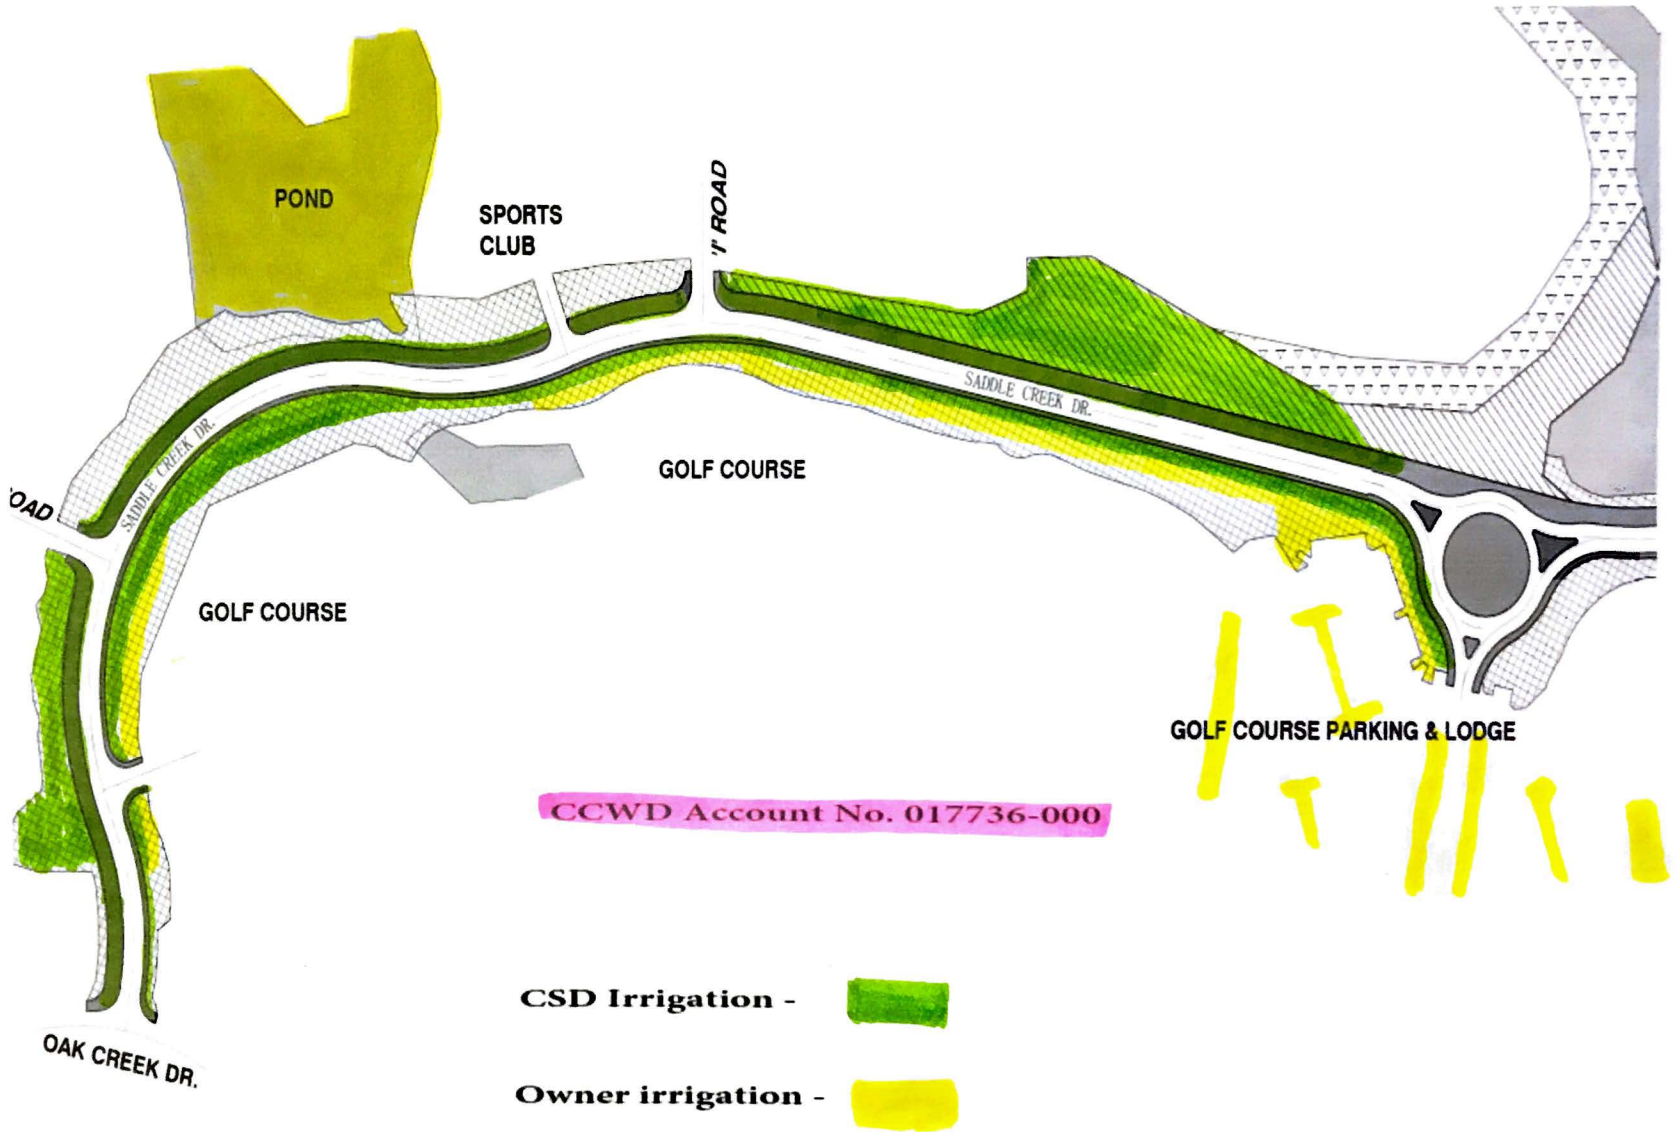 POND
SPORTS
CLUB
'I' ROAD
SADDLE CREEK DR.
SADDLE CREEK DR.
OAD
GOLF COURSE
GOLF COURSE
GOLF COURSE PARKING & LODGE
CCWD Account No. 017736-000
CSD Irrigation -
OAK CREEK DR.
Owner irrigation -